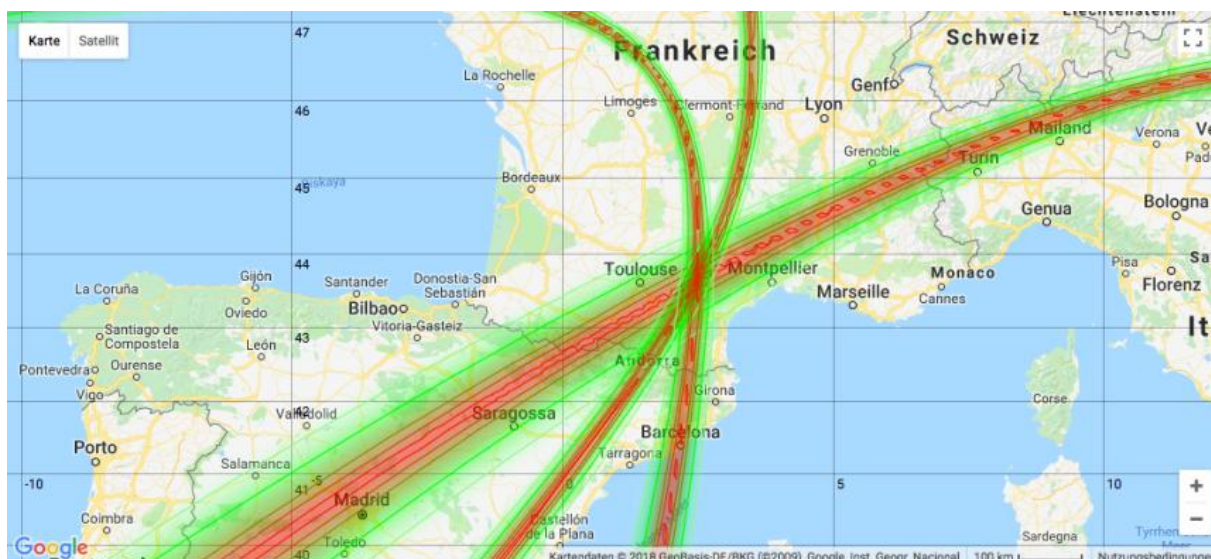 Karte
Satellit
47
Frankreich
Schweiz
Liechtenstein
La Rochelle
Genf
46
Limoges
Clermont-Ferrand
Lyon
Mailand
Verona
Grenoble
Turin
45
Biskaya
Bordeaux
Bologna
Genua
44
Toulouse
Montpellier
Monaco
Pisa
Gijón
Santander
Donostia-San
Sebastián
La Coruña
Marseille
Cannes
Florenz
Oviedo
Bilbao
43
Vitoria-Gasteiz
Santiago de
Compostela
León
Andorra
Pontevedra
Ourense
Vigo
Girona
Corse
42
Valladolid
Saragossa
Barcelona
Porto
Tarragona
Salamanca
-10
-5
0
5
10
41
Madrid
Coimbra
Castellón
de la Plana
Sardegna
Toledo
40
Google
Kartendaten © 2018 GeoBasis-DE/BKG (©2009), Google, Inst. Geogr. Nacional
100 km
Nutzungsbedingungen